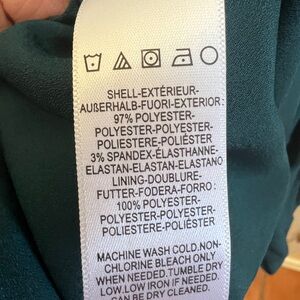 SHELL-EXTÉRIEUR-
AUßERHALB-FUORI-EXTERIOR:
97% POLYESTER-
POLYESTER-POLYESTER-
POLIESTERE-POLIÉSTER
3% SPANDEX-ÉLASTHANNE-
ELASTAN-ELASTAN-ELASTANO
LINING-DOUBLURE-
FUTTER-FODERA-FORRO:
100% POLYESTER-
POLYESTER-POLYESTER-
POLIESTERE-POLIÉSTER
MACHINE WASH COLD.NON-
CHLORINE BLEACH ONLY
WHEN NEEDED.TUMBLE DRY
LOW.LOW IRON IF NEEDED.
CAN BE DRY CLEANED.